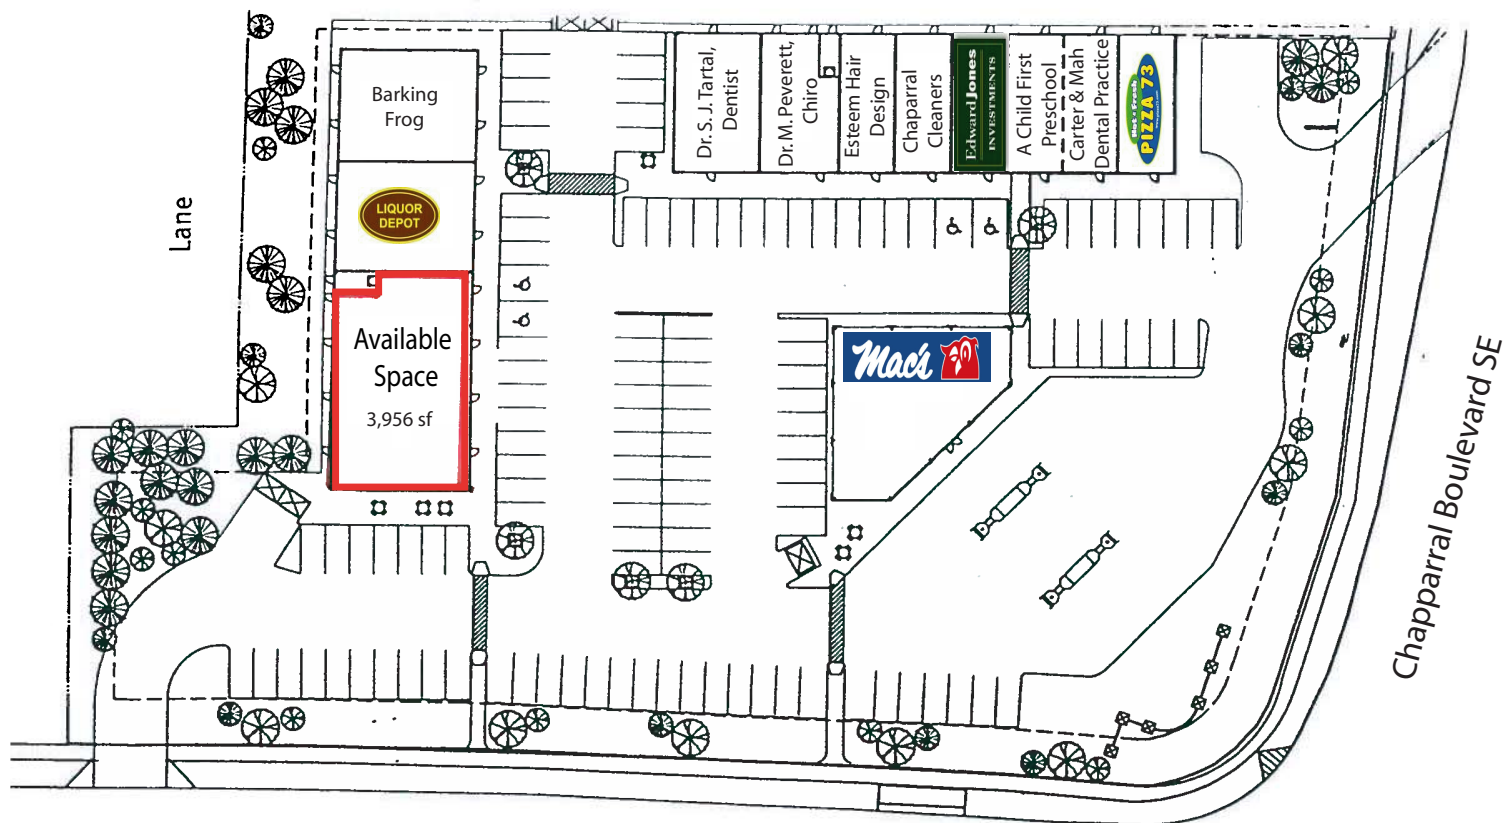 Lane
Barking
Frog
LIQUOR
DEPOT
Available
Space
3,956 sf
Dr. S. J. Tartal,
Dentist
Dr. M. Peverett,
Chiro
Esteem Hair
Design
Chaparral
Cleaners
Edward Jones
INVESTMENTS
A Child First
Preschool
Carter & Mah
Dental Practice
PIZZA 73
Mac's
Chapparral Boulevard SE